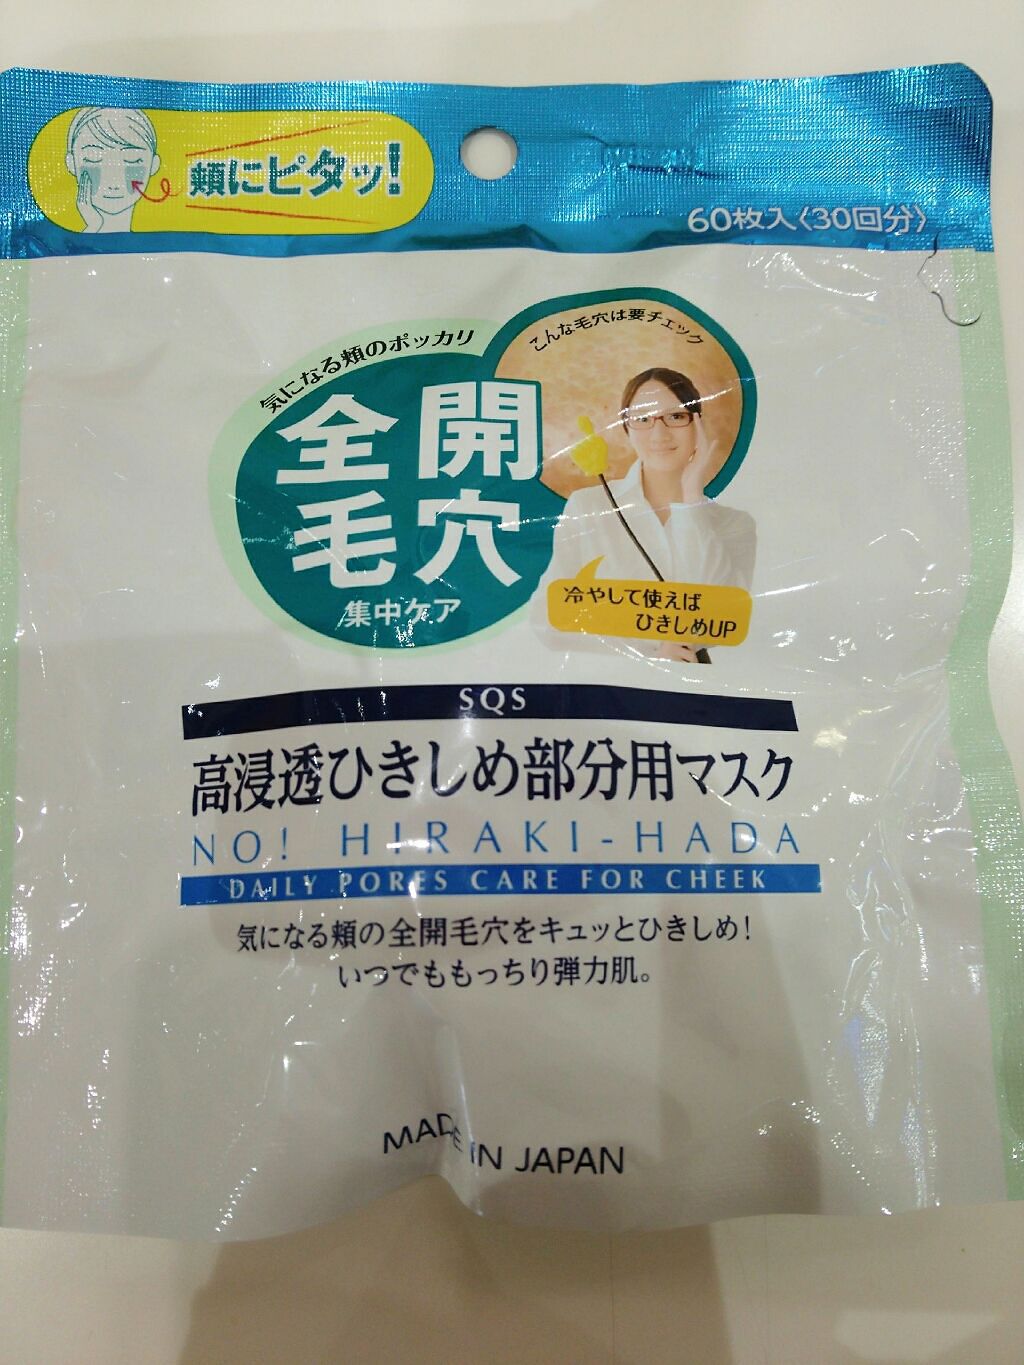 頬にピタッ!
60枚入〈30回分〉
気になる頬のポッカリ
こんな毛穴は要チェック
全開
毛穴
集中ケア
冷やして使えば
ひきしめUP
SQS
高浸透ひきしめ部分用マスク
NO! HIRAKI-HADA
DAILY PORES CARE FOR CHEEK
気になる頬の全開毛穴をキュッとひきしめ!
いつでももっちり弾力肌。
MADE IN JAPAN